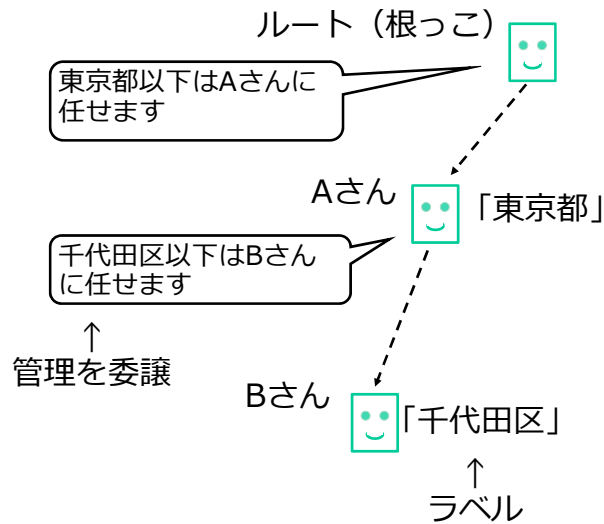 ルート（根っこ）
東京都以下はAさんに
任せます
Aさん
「東京都」
千代田区以下はBさん
に任せます
↑
管理を委譲
Bさん
「千代田区」
↑
ラベル